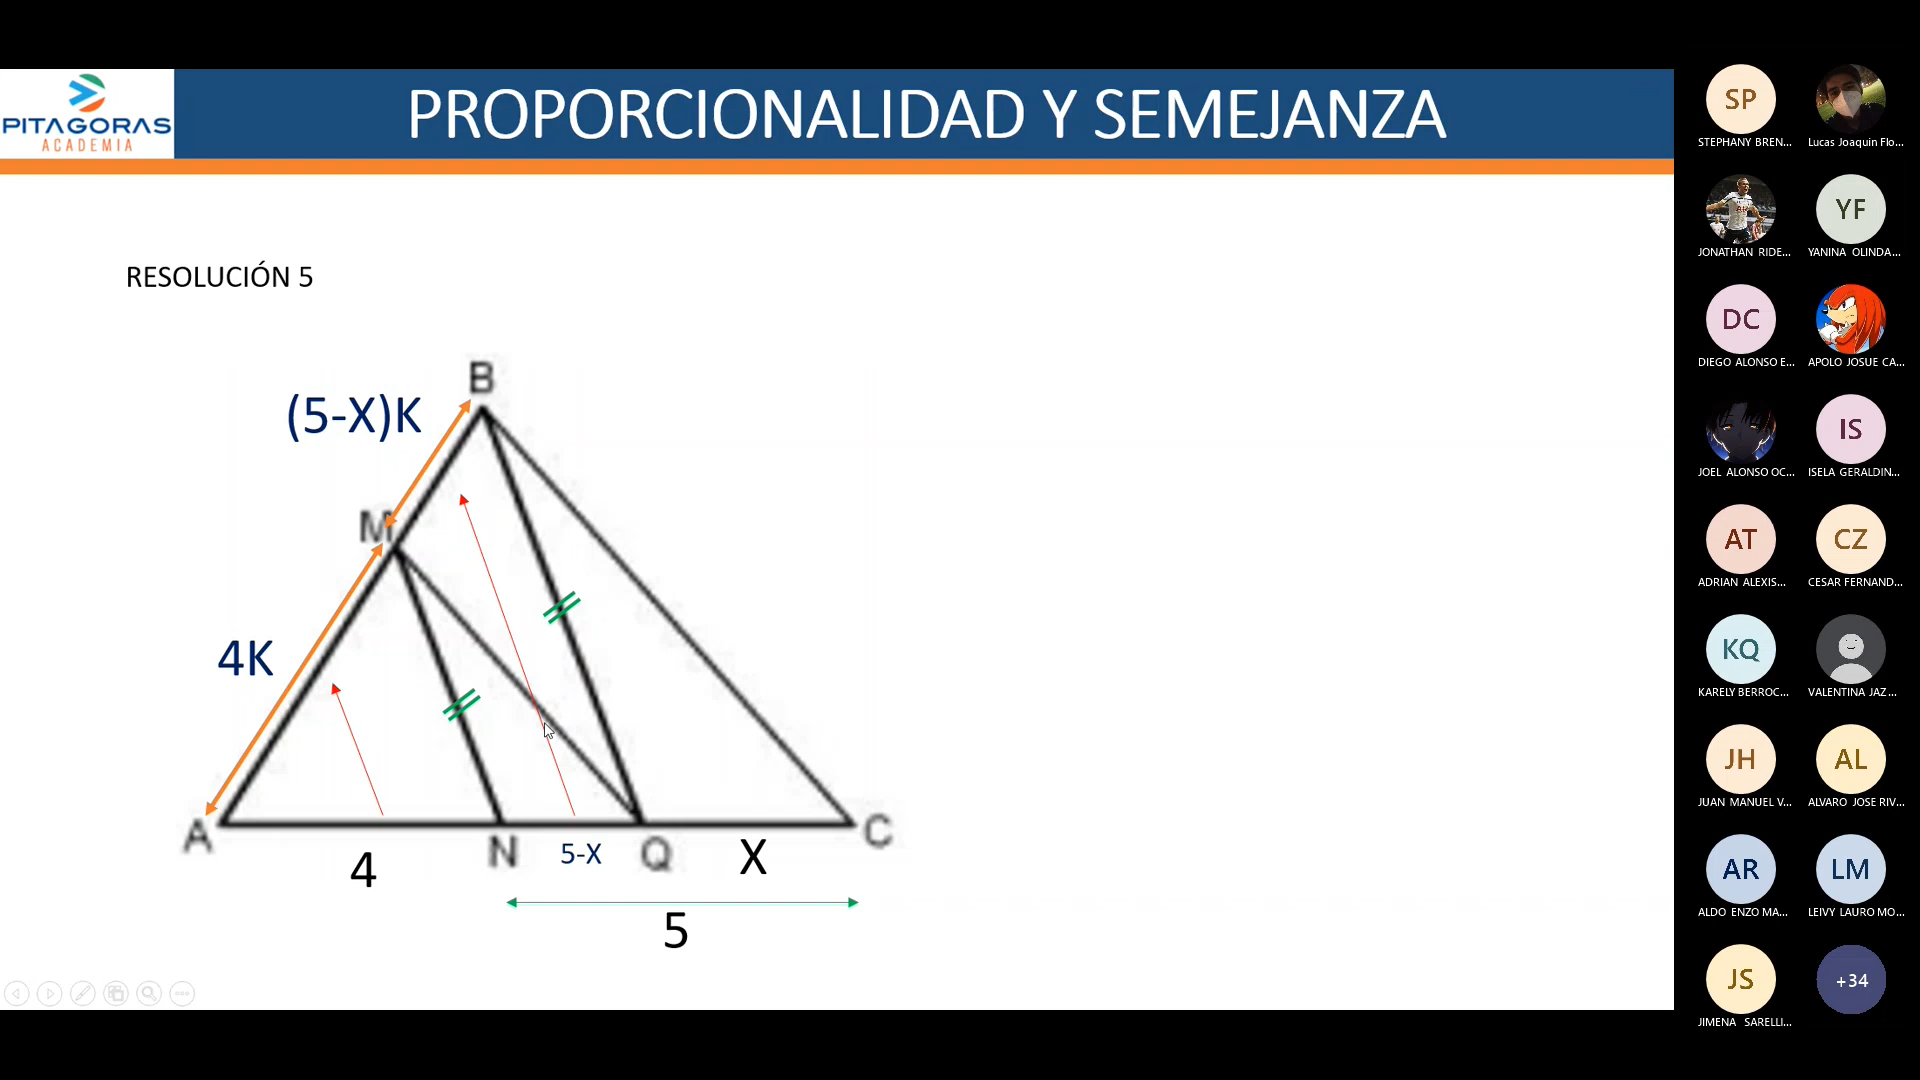 PITAGORAS
ACADEMIA
PROPORCIONALIDAD Y SEMEJANZA
RESOLUCIÓN 5
B
(5-X)K
M
4K
A
N
Q
C
4
5-X
X
5
SP
STEPHANY BREN...
Lucas Joaquin Flo...
JONATHAN RIDE...
YF
YANINA OLINDA...
DC
DIEGO ALONSO E...
APOLO JOSUE CA...
JOEL ALONSO OC...
IS
ISELA GERALDIN...
AT
ADRIAN ALEXIS...
CZ
CESAR FERNAND...
KQ
KARELY BERROC...
VALENTINA JAZ...
JH
JUAN MANUEL V...
AL
ALVARO JOSE RIV...
AR
ALDO ENZO MA...
LM
LEIVY LAURO MO...
JS
JIMENA SARELLI...
+34